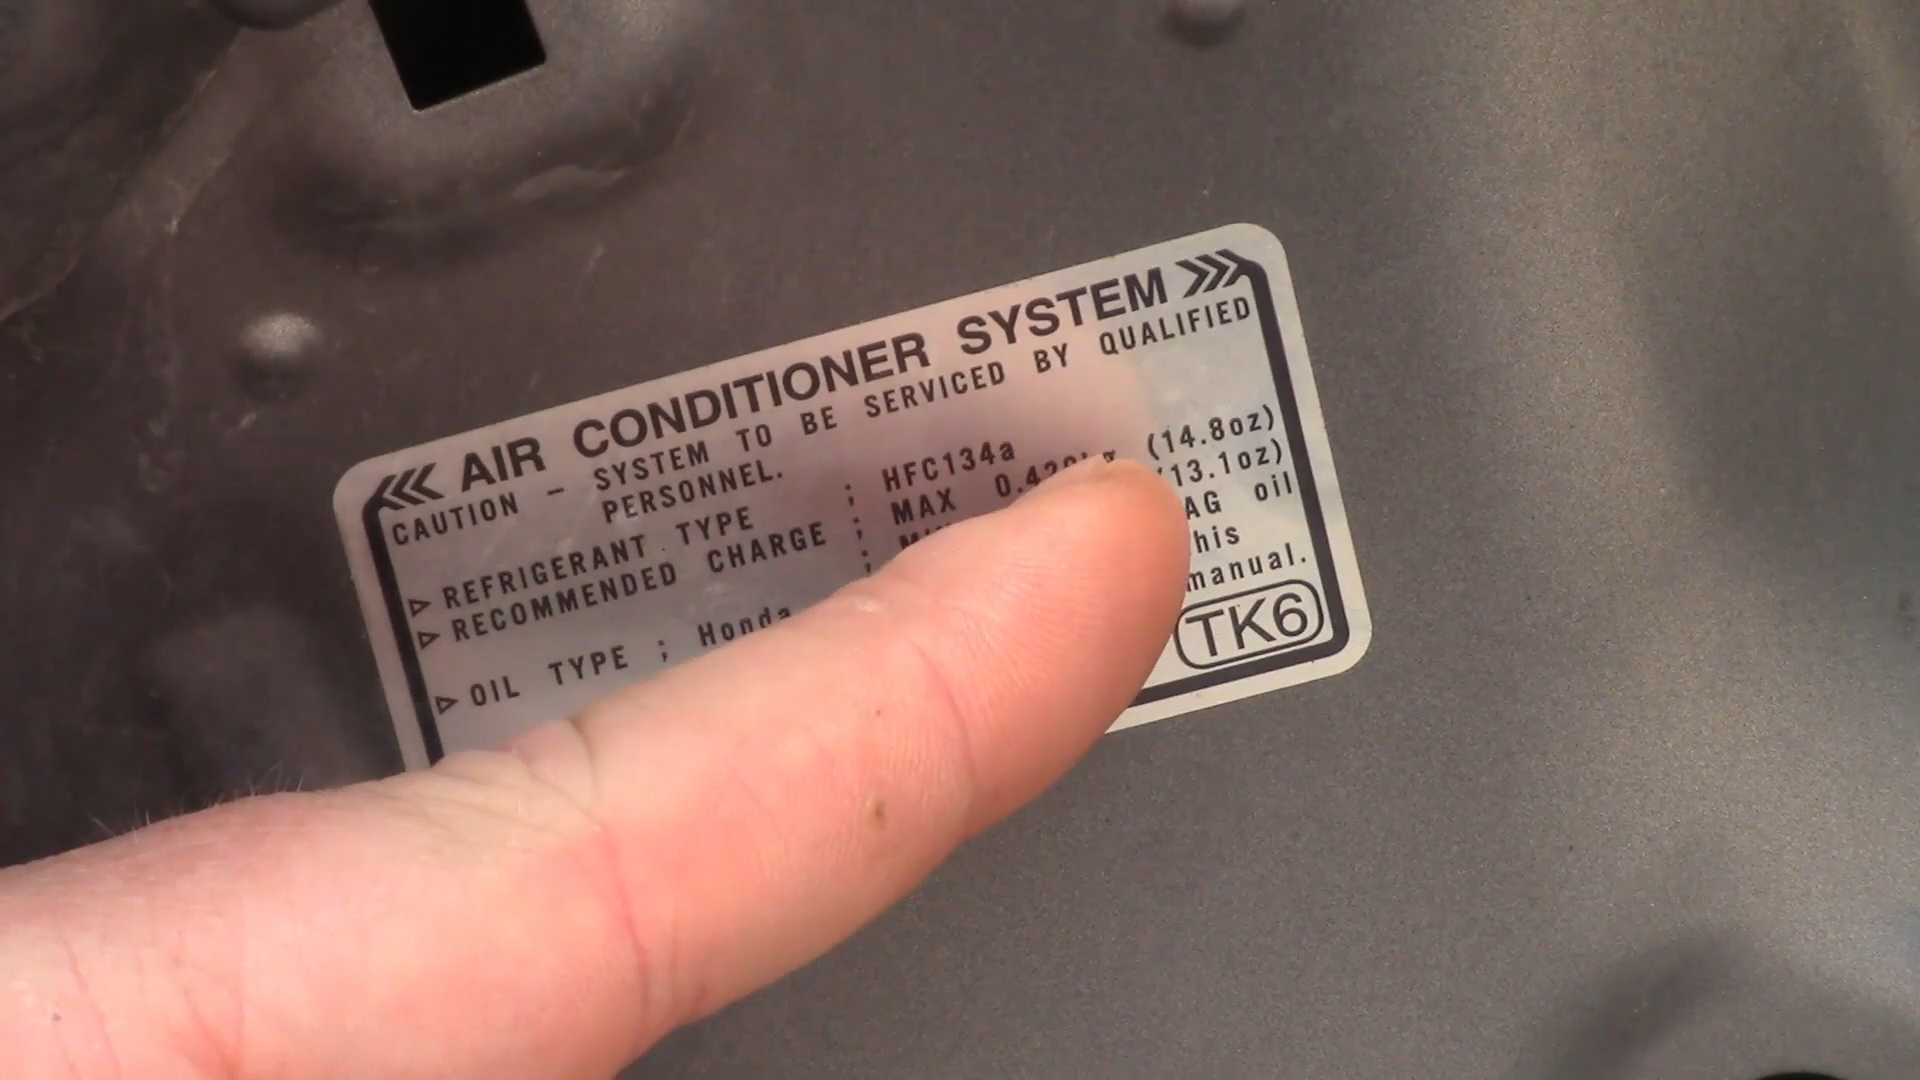 AIR CONDITIONER SYSTEM
CAUTION - SYSTEM TO BE SERVICED BY QUALIFIED
PERSONNEL.
▷ REFRIGERANT TYPE ; HFC134a
▷ RECOMMENDED CHARGE ; MAX (14.8oz)
; 13.1oz)
▷ OIL TYPE ; Honda oil
manual.
TK6